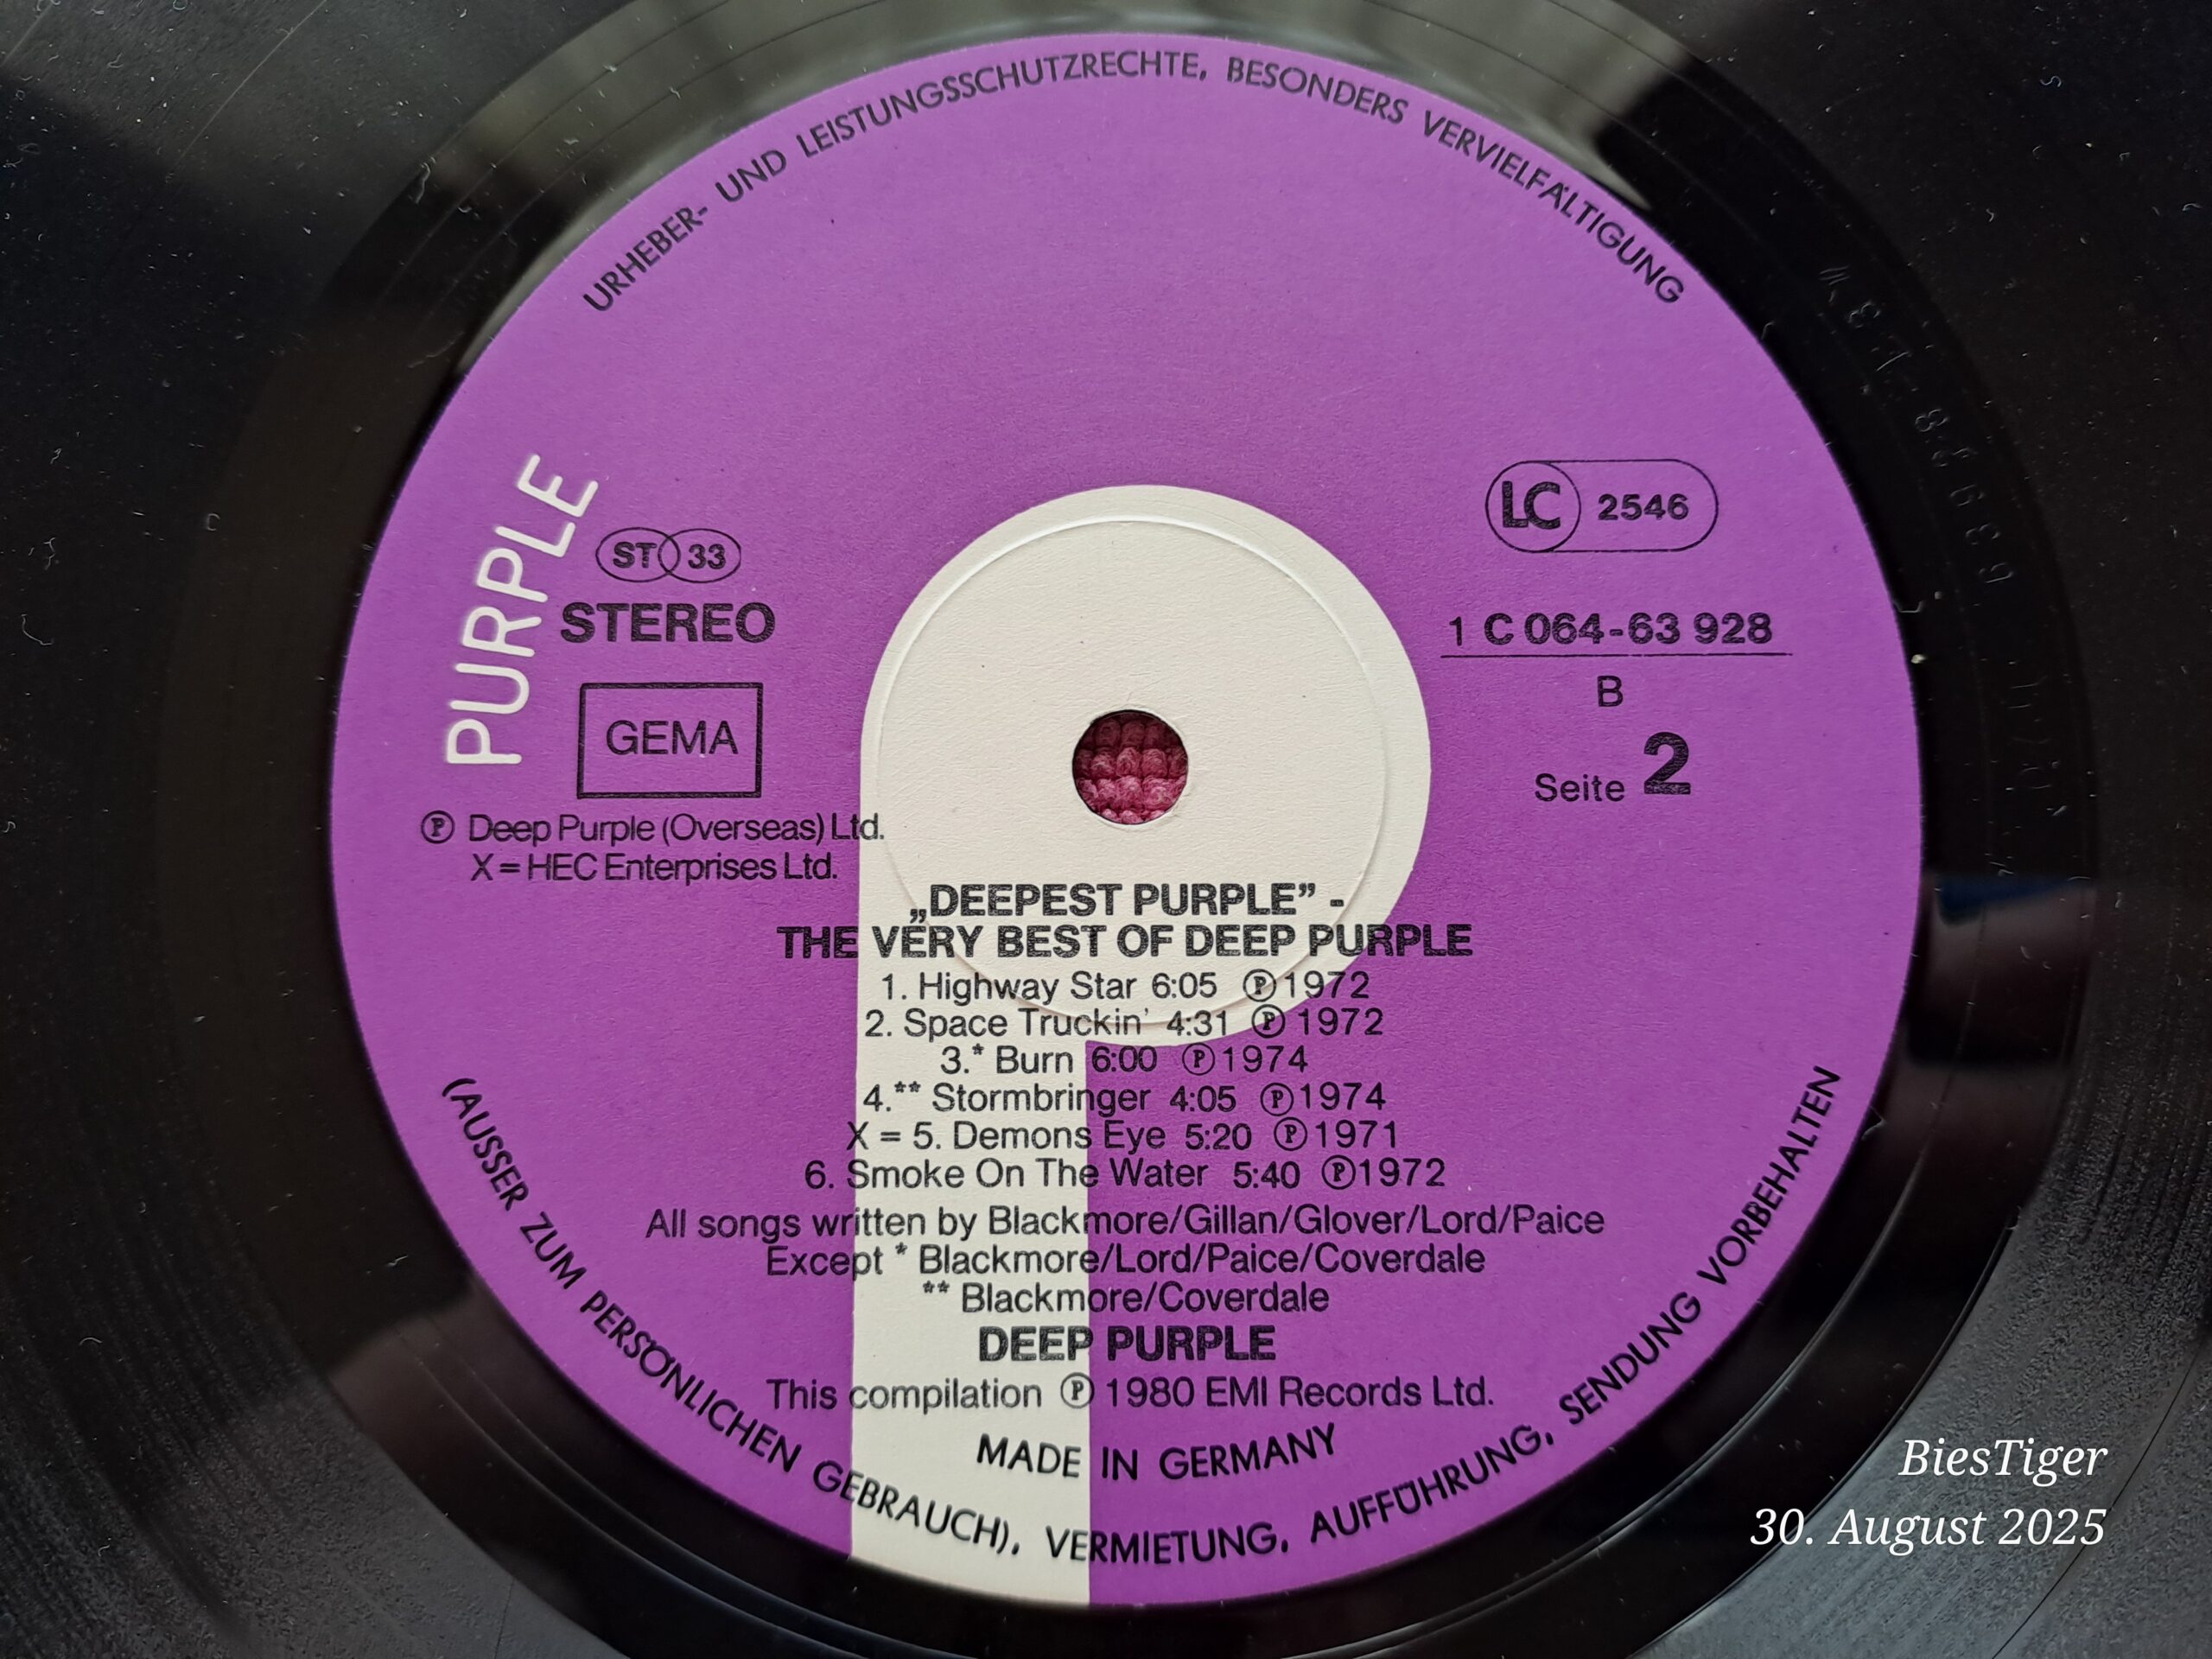 URHEBER- UND LEISTUNGSSCHUTZRECHTE, BESONDERS VERVIELFÄLTIGUNG
PURPLE
ST 33
STEREO
GEMA
Ⓟ Deep Purple (Overseas) Ltd.
X = HEC Enterprises Ltd.
LC 2546
1 C 064-63 928
B
Seite 2
„DEEPEST PURPLE” -
THE VERY BEST OF DEEP PURPLE
1. Highway Star 6:05 Ⓟ 1972
2. Space Truckin' 4:31 Ⓟ 1972
3.* Burn 6:00 Ⓟ 1974
4.** Stormbringer 4:05 Ⓟ 1974
X = 5. Demons Eye 5:20 Ⓟ 1971
6. Smoke On The Water 5:40 Ⓟ 1972
All songs written by Blackmore/Gillan/Glover/Lord/Paice
Except * Blackmore/Lord/Paice/Coverdale
** Blackmore/Coverdale
DEEP PURPLE
This compilation Ⓟ 1980 EMI Records Ltd.
MADE IN GERMANY
(AUSSER ZUM PERSÖNLICHEN GEBRAUCH), VERMIETUNG, AUFFÜHRUNG, SENDUNG VORBEHALTEN
BiesTiger
30. August 2025